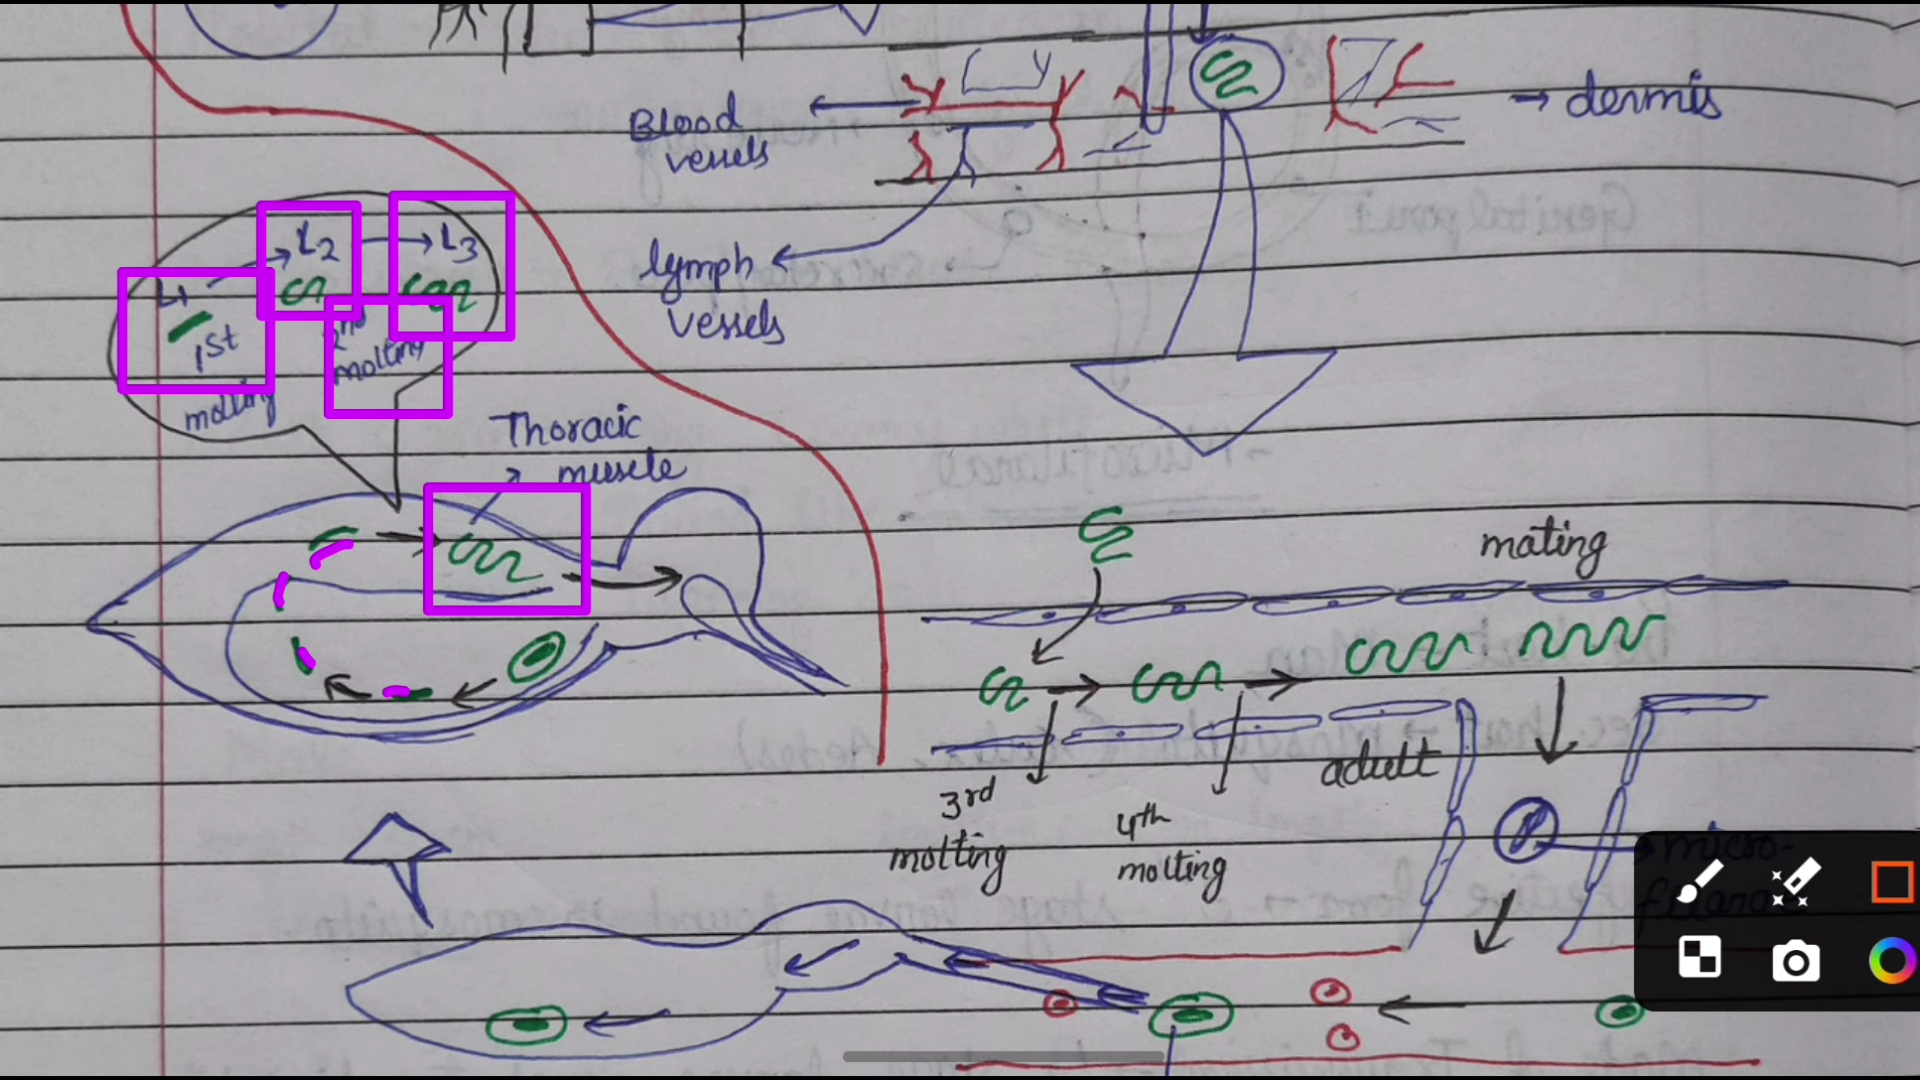 Blood
vessels
→ dermis
lymph
vessels
L1
L2
L3
1st
molting
2nd
molting
Thoracic
muscle
mating
adult
3rd
molting
4th
molting
micro-